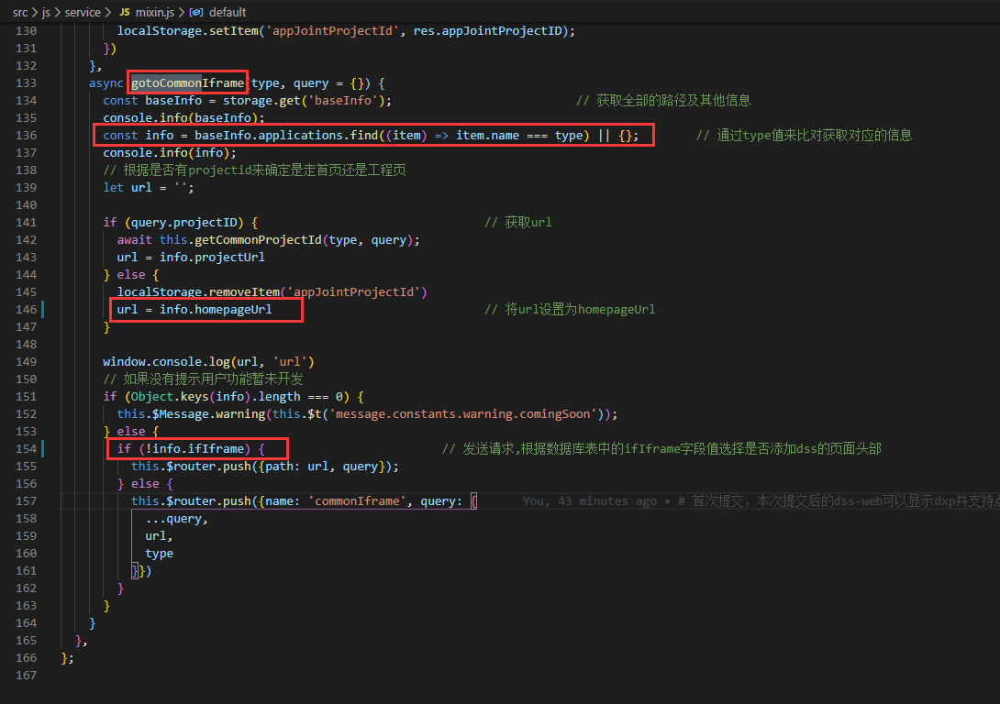 src > js > service > JS mixin.js > default
130 localStorage.setItem('appJointProjectId', res.appJointProjectID);
131 })
132 },
133 async gotoCommonIframe(type, query = {}) {
134 const baseInfo = storage.get('baseInfo'); // 获取全部的路径及其他信息
135 console.info(baseInfo);
136 const info = baseInfo.applications.find((item) => item.name === type) || {}; // 通过type值来比对获取对应的信息
137 console.info(info);
138 // 根据是否有projectid来确定是走首页还是工程页
139 let url = '';
140
141 if (query.projectID) { // 获取url
142 await this.getCommonProjectId(type, query);
143 url = info.projectUrl
144 } else {
145 localStorage.removeItem('appJointProjectId')
146 url = info.homepageUrl // 将url设置为homepageUrl
147 }
148
149 window.console.log(url, 'url')
150 // 如果没有提示用户功能暂未开发
151 if (Object.keys(info).length === 0) {
152 this.$Message.warning(this.$t('message.constants.warning.comingSoon'));
153 } else {
154 if (!info.ifIframe) { // 发送请求,根据数据库表中的ifIframe字段值选择是否添加dss的页面头部
155 this.$router.push({path: url, query});
156 } else {
157 this.$router.push({name: 'commonIframe', query: { You, 43 minutes ago • # 首次提交, 本次提交后的dss-web可以显示dxp并支持点
158 ...query,
159 url,
160 type
161 }})
162 }
163 }
164 }
165 },
166 };
167